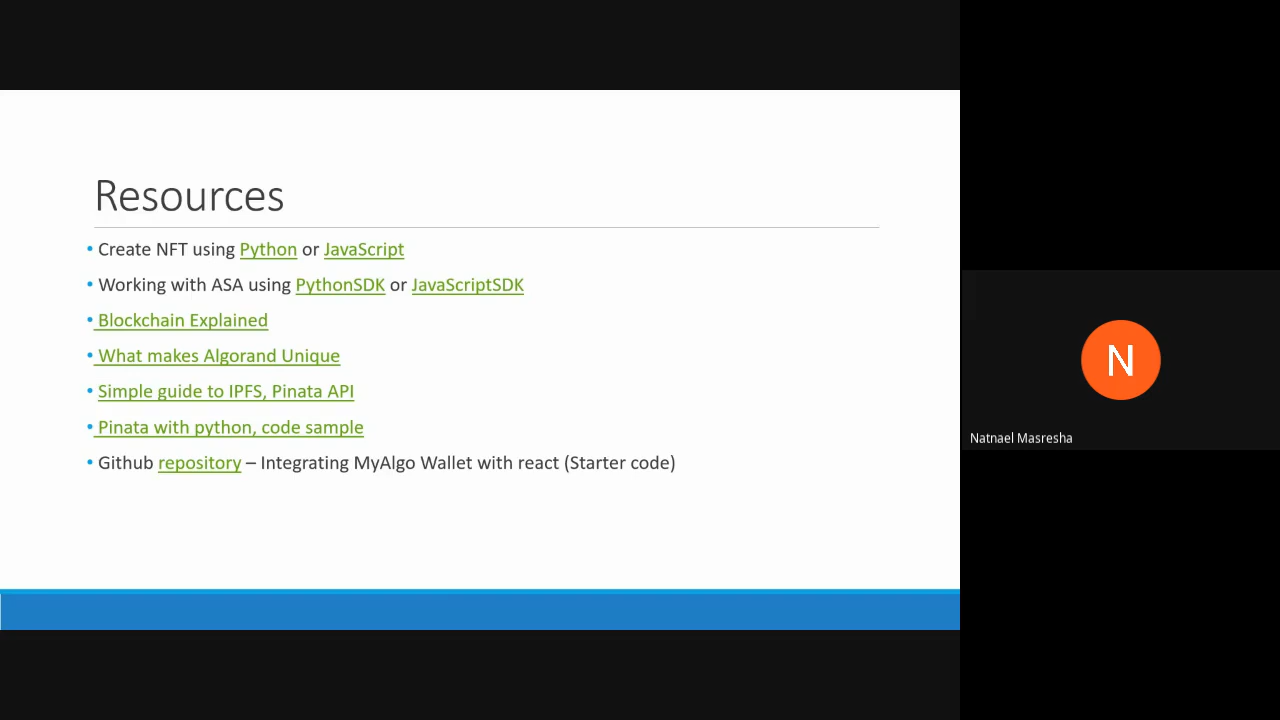 Resources
• Create NFT using Python or JavaScript
• Working with ASA using PythonSDK or JavaScriptSDK
• Blockchain Explained
• What makes Algorand Unique
• Simple guide to IPFS, Pinata API
• Pinata with python, code sample
• Github repository – Integrating MyAlgo Wallet with react (Starter code)
N
Natnael Masresha